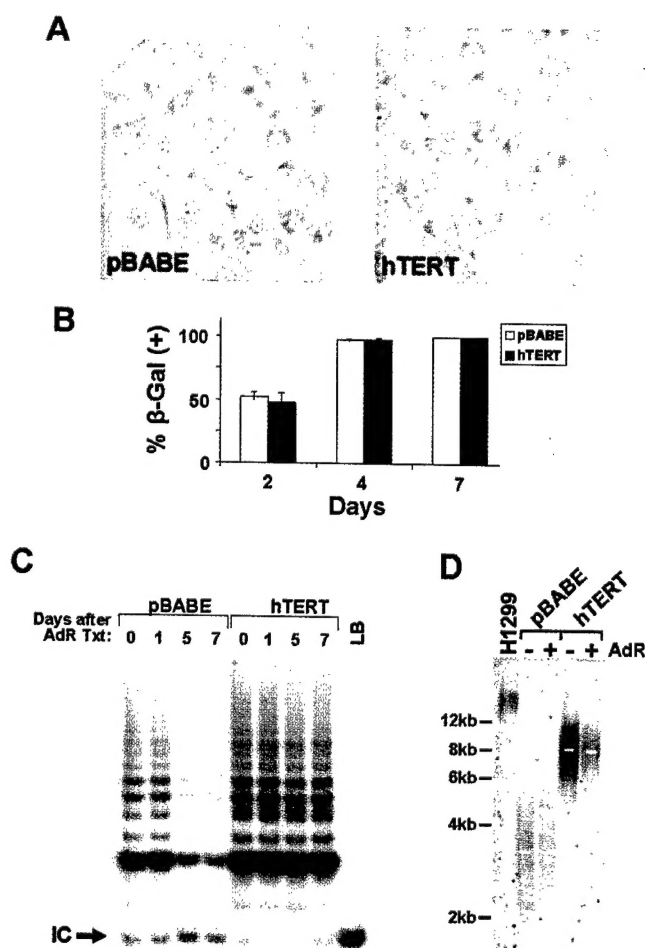 A
pBABE
hTERT
B
% β-Gal (+)
100
50
0
2 4 7
Days
pBABE
hTERT
C
pBABE hTERT
Days after
AdR Txt: 0 1 5 7 0 1 5 7 LB
IC
D
H1299 pBABE hTERT
- + - + AdR
12kb
8kb
6kb
4kb
2kb